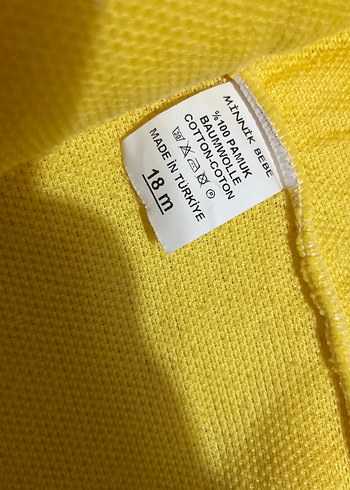 MİNNİK BEBE
%100 PAMUK
BAUMWOLLE
COTTON-COTON
MADE IN TÜRKİYE
18 m